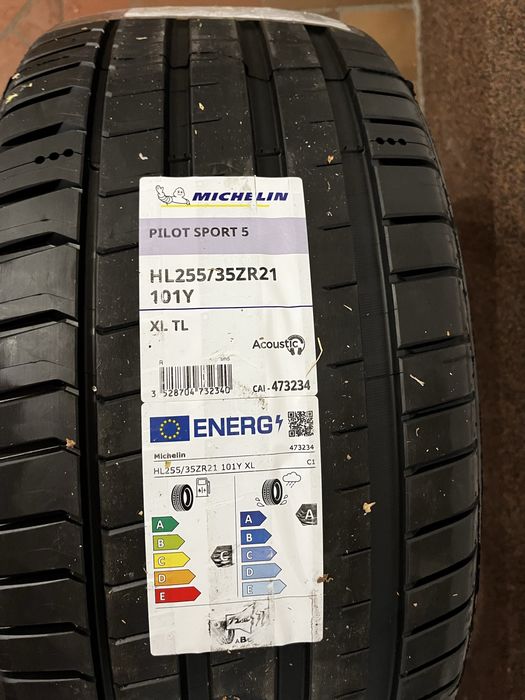 MICHELIN
PILOT SPORT 5
HL255/35ZR21
101Y
XL TL
Acoustic
R
3 528704 732340
CAI - 473234
ENERG
473234
Michelin
HL255/35ZR21 101Y XL C1
A A
B B
C C
D D
E E
C
A
ABC